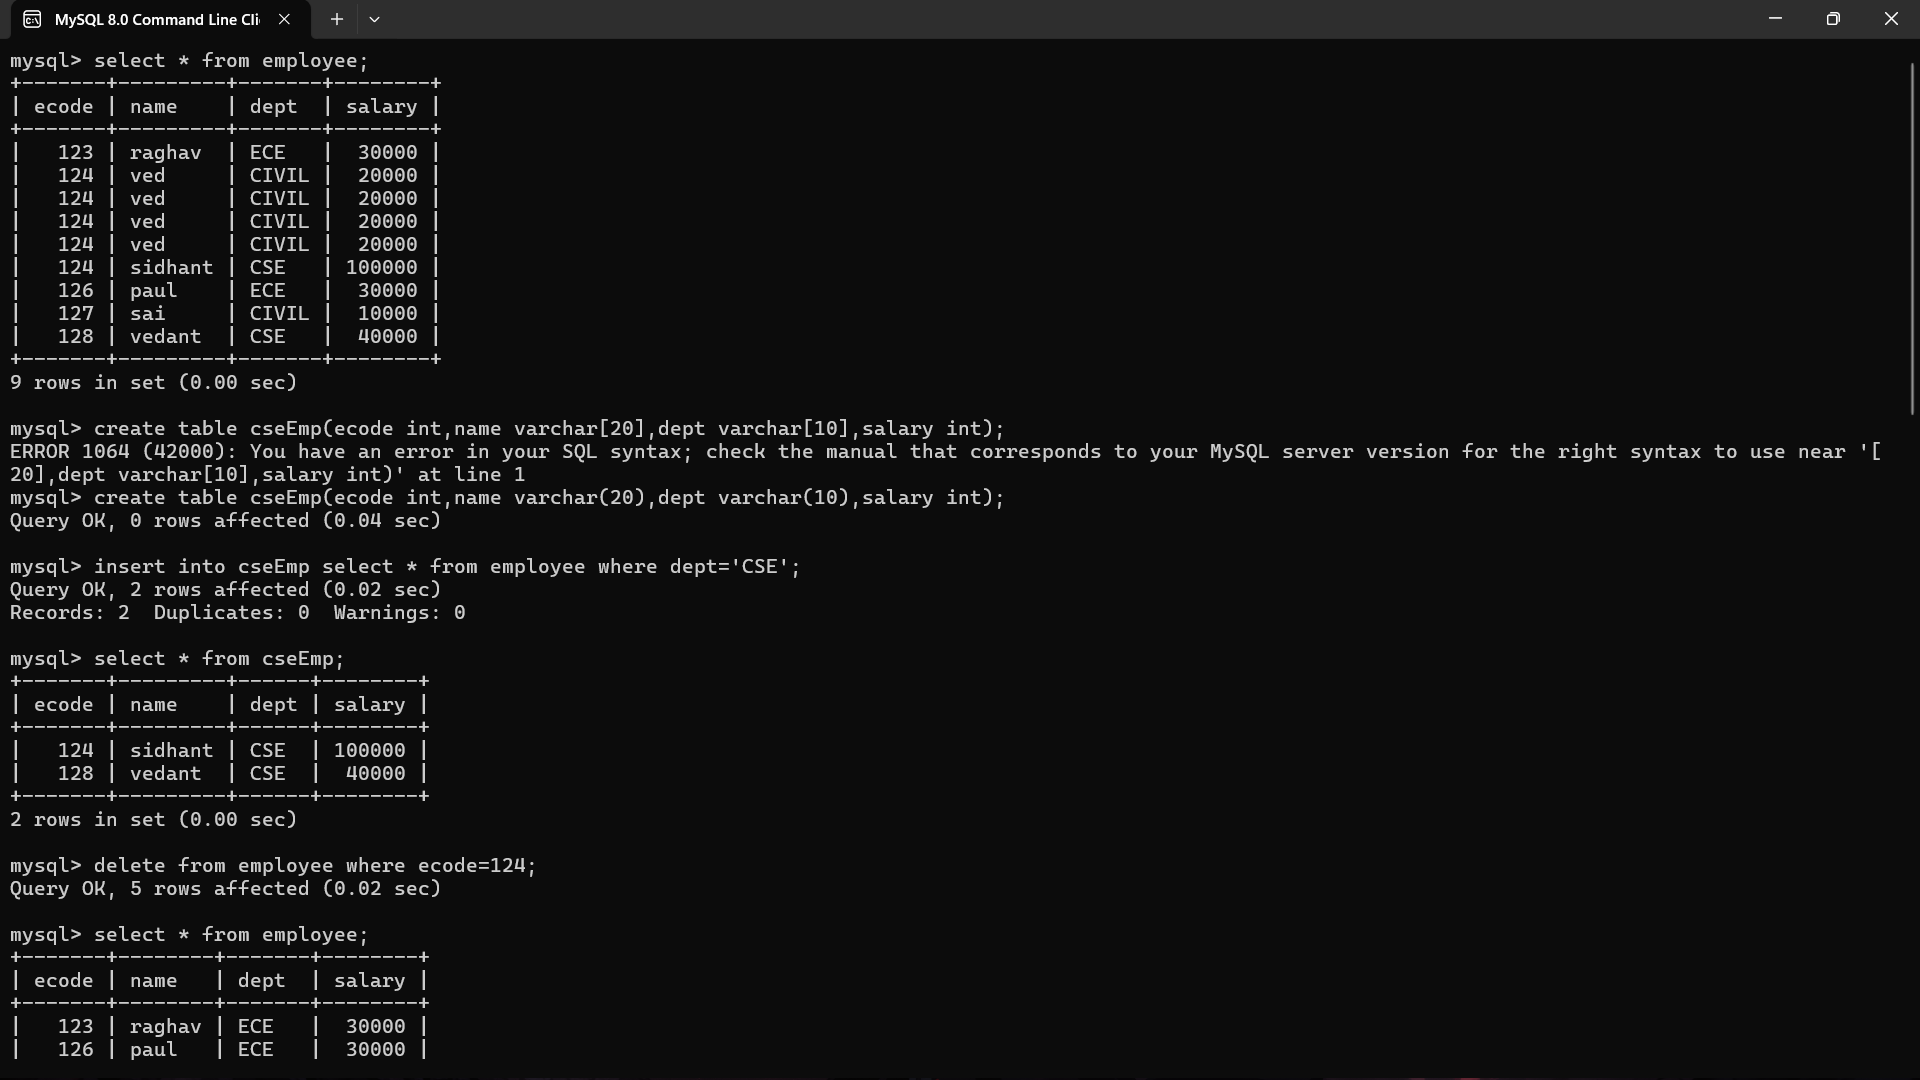 MySQL 8.0 Command Line Cli
mysql> select * from employee;
+-------+---------+-------+--------+
| ecode | name    | dept  | salary |
+-------+---------+-------+--------+
|   123 | raghav  | ECE   |  30000 |
|   124 | ved     | CIVIL |  20000 |
|   124 | ved     | CIVIL |  20000 |
|   124 | ved     | CIVIL |  20000 |
|   124 | ved     | CIVIL |  20000 |
|   124 | sidhant | CSE   | 100000 |
|   126 | paul    | ECE   |  30000 |
|   127 | sai     | CIVIL |  10000 |
|   128 | vedant  | CSE   |  40000 |
+-------+---------+-------+--------+
9 rows in set (0.00 sec)
mysql> create table cseEmp(ecode int,name varchar[20],dept varchar[10],salary int);
ERROR 1064 (42000): You have an error in your SQL syntax; check the manual that corresponds to your MySQL server version for the right syntax to use near '[
20],dept varchar[10],salary int)' at line 1
mysql> create table cseEmp(ecode int,name varchar(20),dept varchar(10),salary int);
Query OK, 0 rows affected (0.04 sec)
mysql> insert into cseEmp select * from employee where dept='CSE';
Query OK, 2 rows affected (0.02 sec)
Records: 2  Duplicates: 0  Warnings: 0
mysql> select * from cseEmp;
+-------+---------+------+--------+
| ecode | name    | dept | salary |
+-------+---------+------+--------+
|   124 | sidhant | CSE  | 100000 |
|   128 | vedant  | CSE  |  40000 |
+-------+---------+------+--------+
2 rows in set (0.00 sec)
mysql> delete from employee where ecode=124;
Query OK, 5 rows affected (0.02 sec)
mysql> select * from employee;
+-------+--------+-------+--------+
| ecode | name   | dept  | salary |
+-------+--------+-------+--------+
|   123 | raghav | ECE   |  30000 |
|   126 | paul   | ECE   |  30000 |